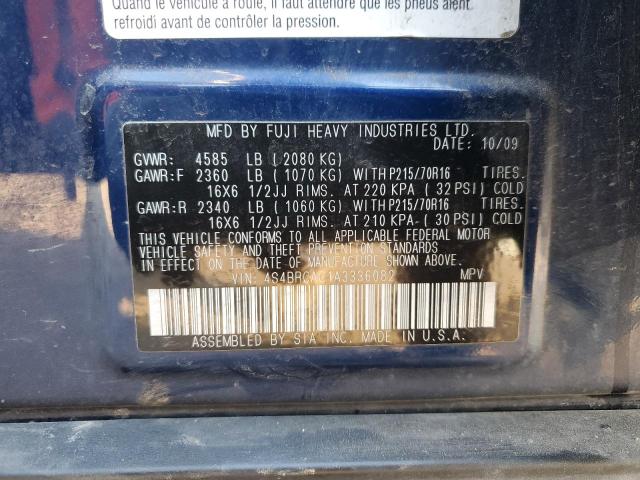 Quand le véhicule a roulé, il faut attendre que les pneus aient
refroidi avant de contrôler la pression.
MFD BY FUJI HEAVY INDUSTRIES LTD.
DATE: 10/09
GVWR: 4585 LB ( 2080 KG)
GAWR:F 2360 LB ( 1070 KG) WITH P215/70R16 TIRES.
16X6 1/2JJ RIMS. AT 220 KPA ( 32 PSI) COLD
GAWR:R 2340 LB ( 1060 KG) WITH P215/70R16 TIRES.
16X6 1/2JJ RIMS. AT 210 KPA ( 30 PSI) COLD
THIS VEHICLE CONFORMS TO ALL APPLICABLE FEDERAL MOTOR
VEHICLE SAFETY AND THEFT PREVENTION STANDARDS
IN EFFECT ON THE DATE OF MANUFACTURE SHOWN ABOVE.
VIN: MPV
ASSEMBLED BY SIA INC. MADE IN U.S.A.